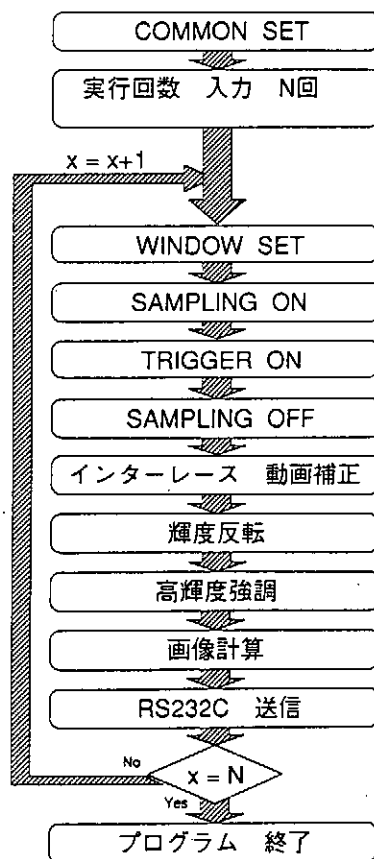 COMMON SET
実行回数 入力 N回
x = x+1
WINDOW SET
SAMPLING ON
TRIGGER ON
SAMPLING OFF
インターレース 動画補正
輝度反転
高輝度強調
画像計算
RS232C 送信
No
x = N
Yes
プログラム 終了